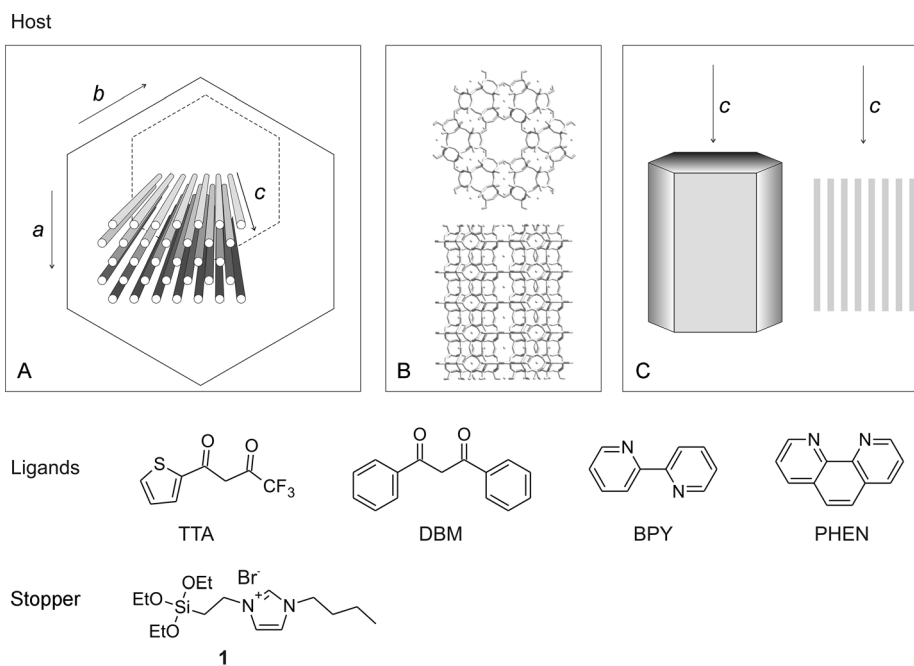 Host
b
a
c
A
B
c
c
C
Ligands
S
O
O
CF3
TTA
O
O
DBM
N
N
BPY
N
N
PHEN
Stopper
OEt
EtO
Si
EtO
Br-
N
+
N
1